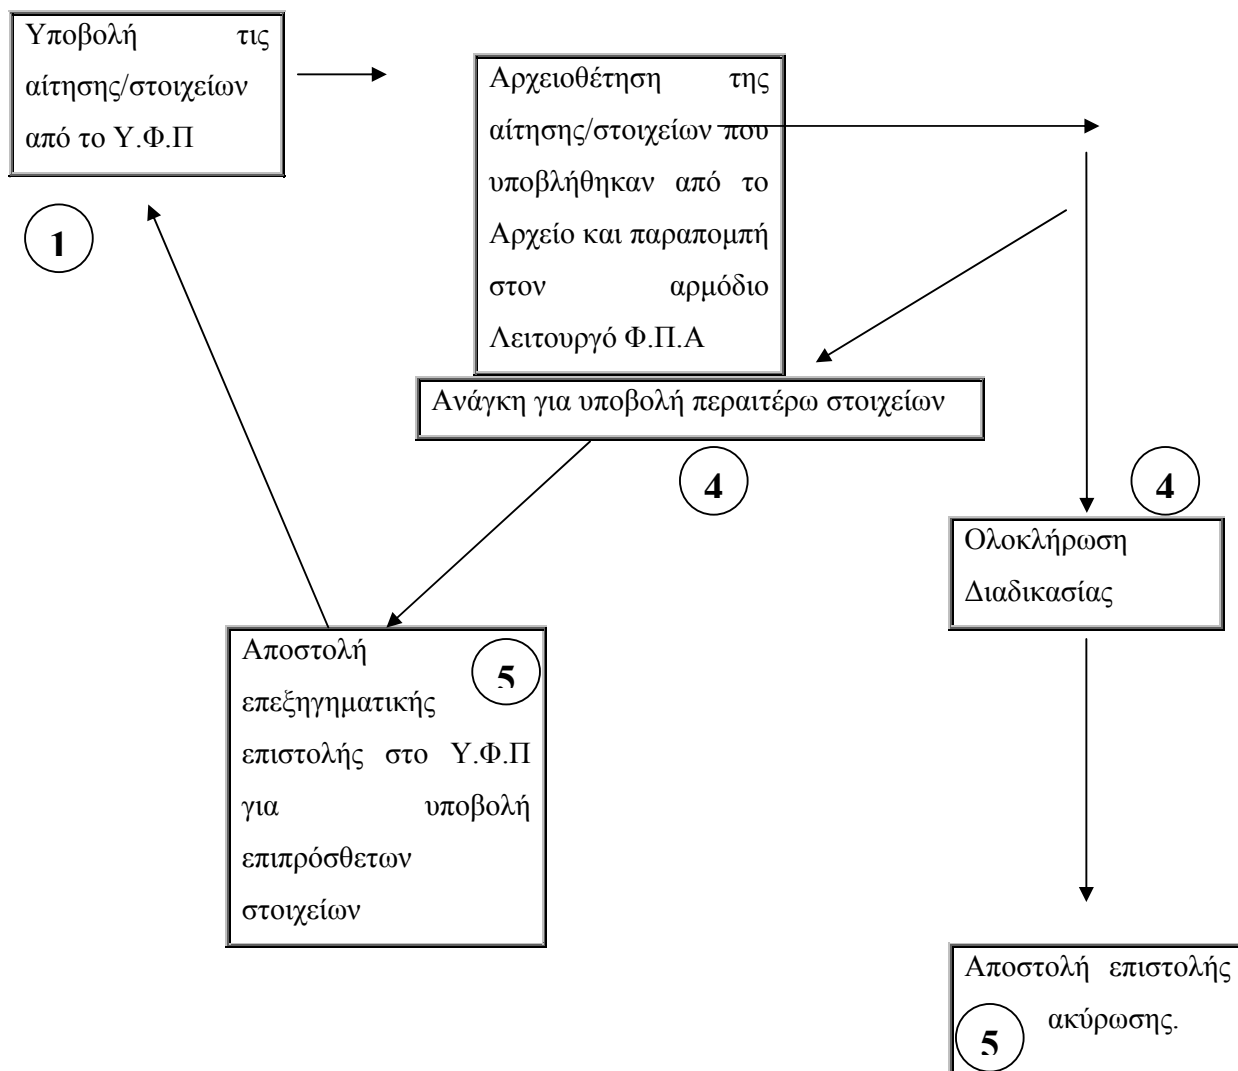 Υποβολή τις
αίτησης/στοιχείων
από το Υ.Φ.Π
1
Αρχειοθέτηση της
αίτησης/στοιχείων που
υποβλήθηκαν από το
Αρχείο και παραπομπή
στον αρμόδιο
Λειτουργό Φ.Π.Α
Ανάγκη για υποβολή περαιτέρω στοιχείων
4
4
Ολοκλήρωση
Διαδικασίας
Αποστολή
επεξηγηματικής
επιστολής στο Υ.Φ.Π
για υποβολή
επιπρόσθετων
στοιχείων
5
Αποστολή επιστολής
ακύρωσης.
5